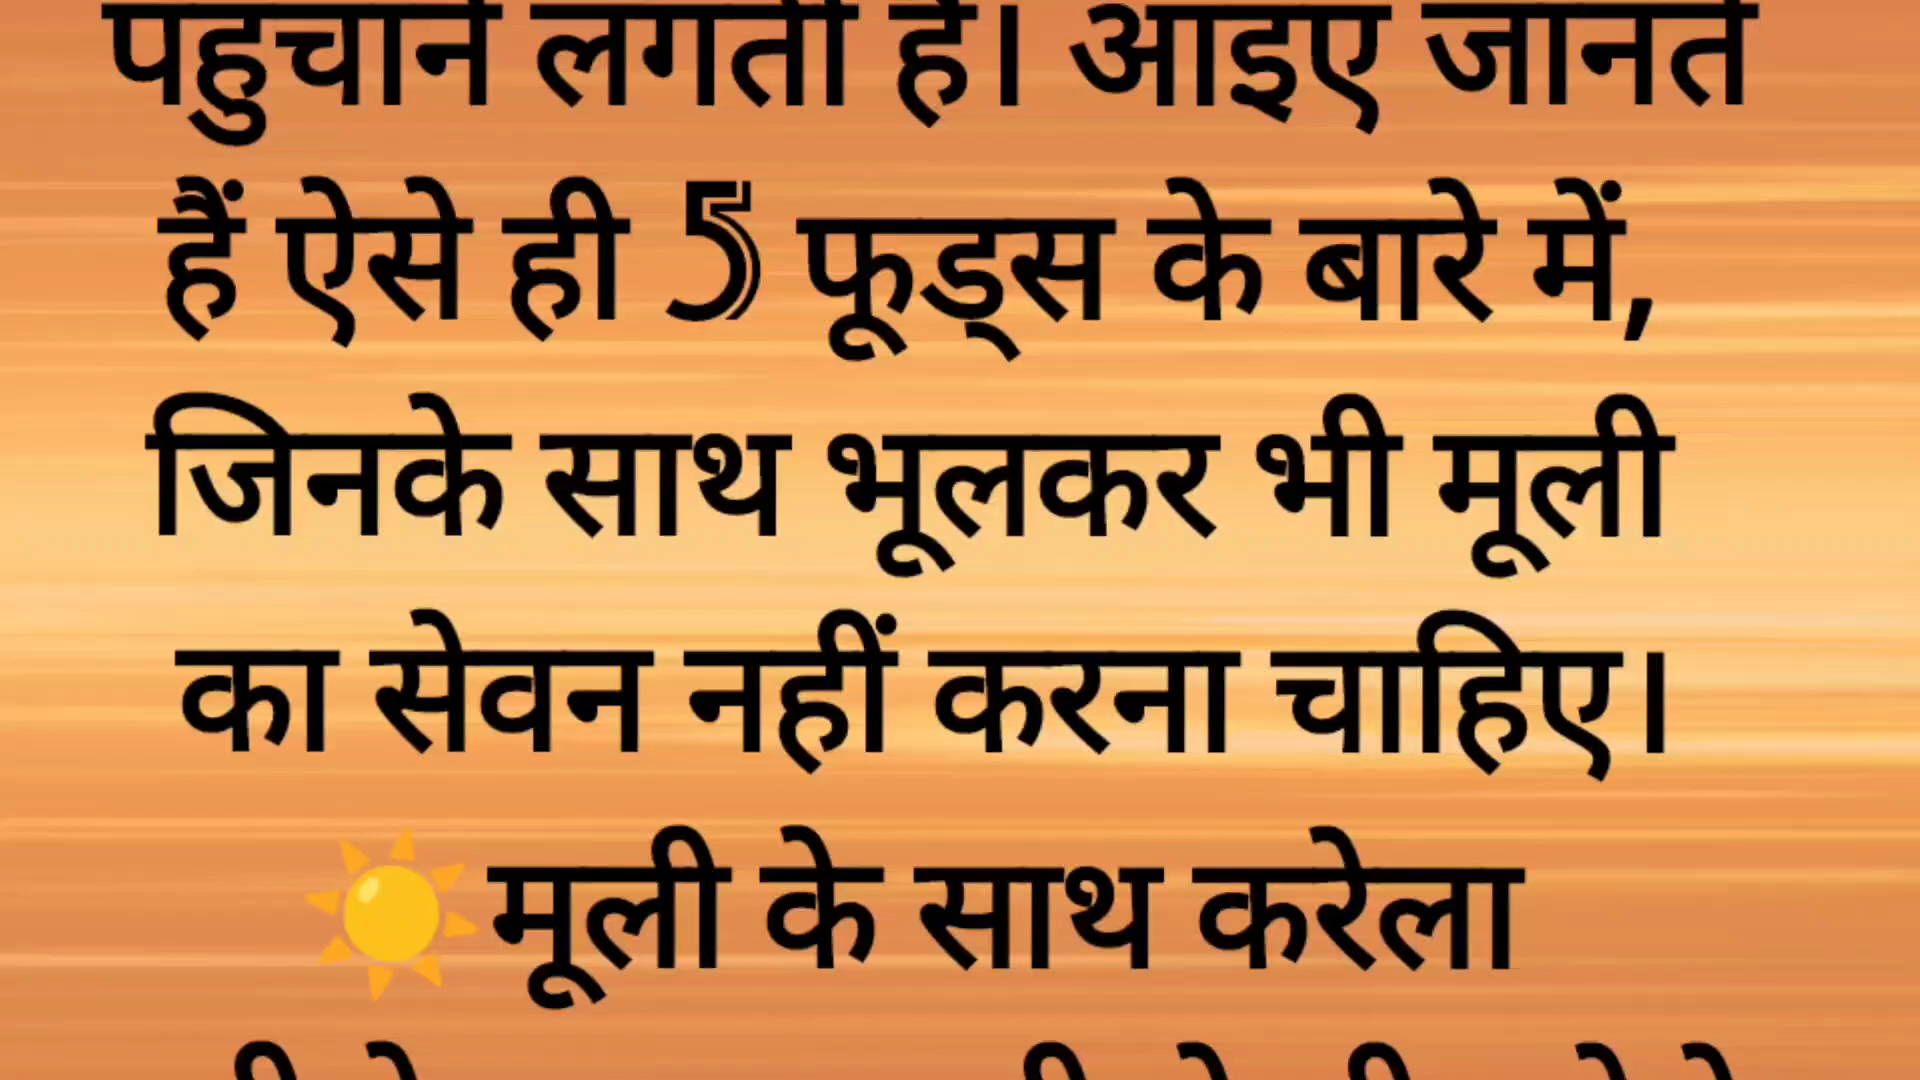 पहुंचाने लगती है। आइए जानते
हैं ऐसे ही 5 फूड्स के बारे में,
जिनके साथ भूलकर भी मूली
का सेवन नहीं करना चाहिए।
मूली के साथ करेला